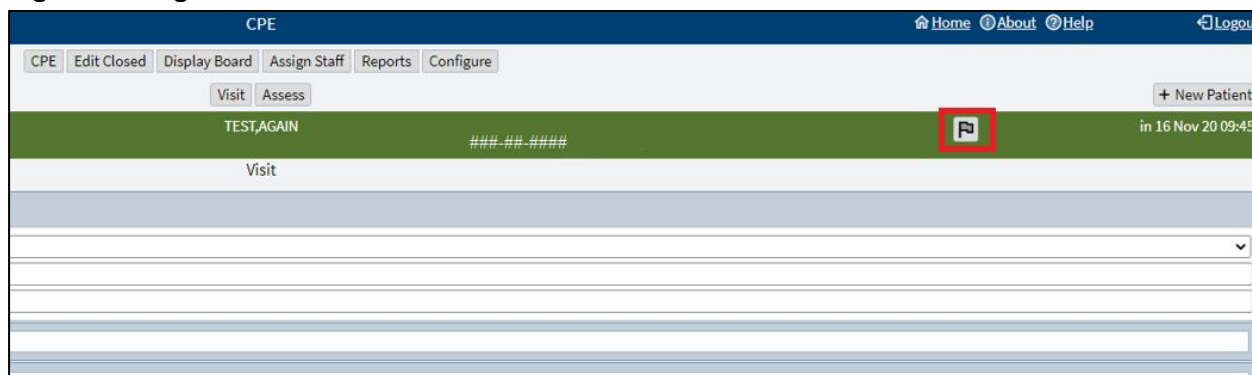 CPE Home About Help Logou
CPE Edit Closed Display Board Assign Staff Reports Configure
Visit Assess + New Patient
TEST,AGAIN ###-##-#### in 16 Nov 20 09:45
Visit